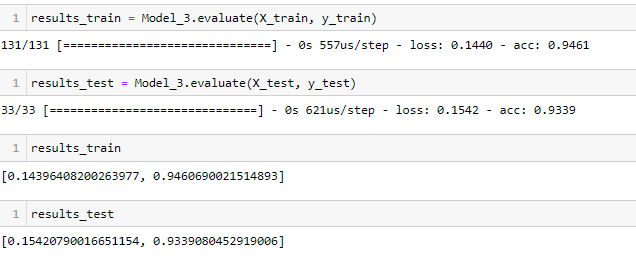 1 results_train = Model_3.evaluate(X_train, y_train)
131/131 [==============================] - 0s 557us/step - loss: 0.1440 - acc: 0.9461
1 results_test = Model_3.evaluate(X_test, y_test)
33/33 [==============================] - 0s 621us/step - loss: 0.1542 - acc: 0.9339
1 results_train
[0.14396408200263977, 0.9460690021514893]
1 results_test
[0.15420790016651154, 0.9339080452919006]